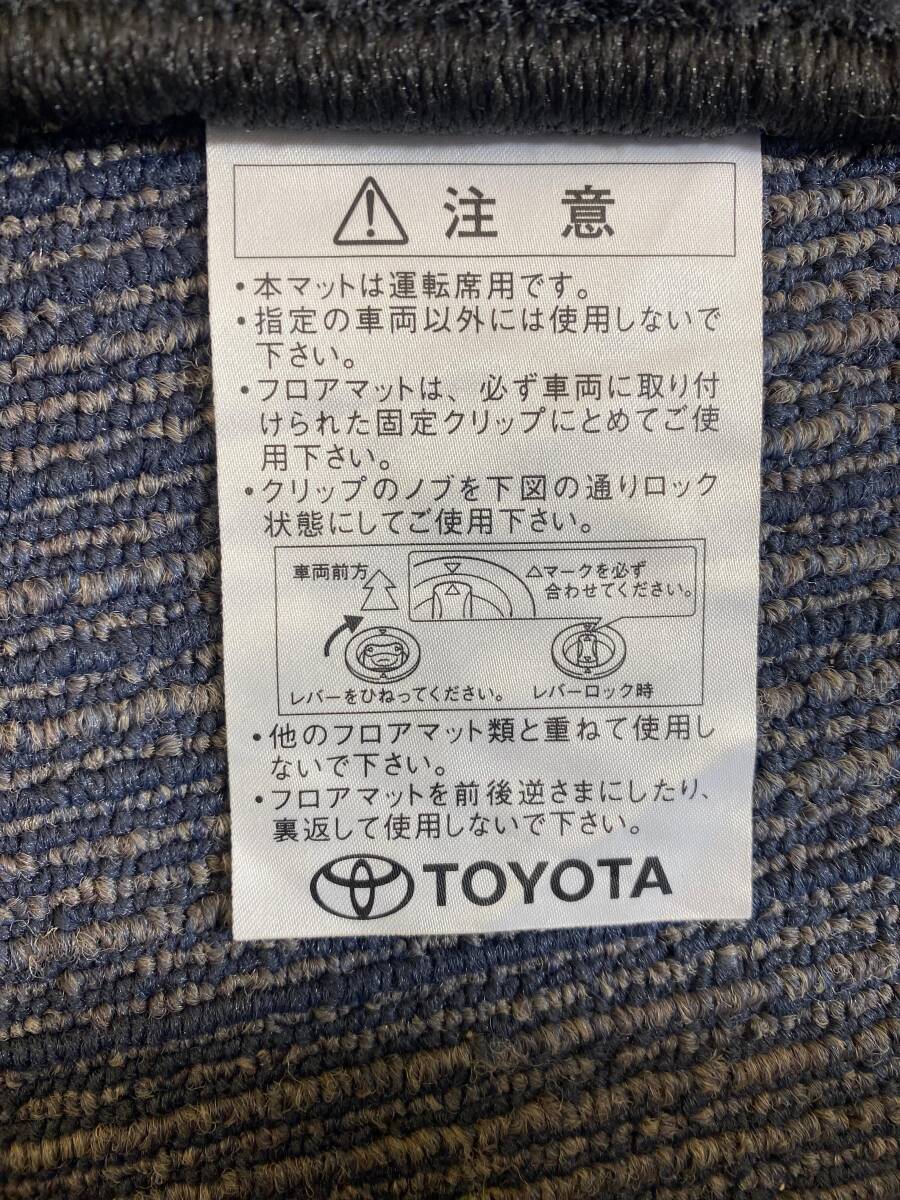 注意
・本マットは運転席用です。
・指定の車両以外には使用しないで
下さい。
・フロアマットは、必ず車両に取り付
けられた固定クリップにとめてご使
用下さい。
・クリップのノブを下図の通りロック
状態にしてご使用下さい。
車両前方
△マークを必ず
合わせてください。
レバーをひねってください。
レバーロック時
・他のフロアマット類と重ねて使用し
ないで下さい。
・フロアマットを前後逆さまにしたり、
裏返して使用しないで下さい。
TOYOTA